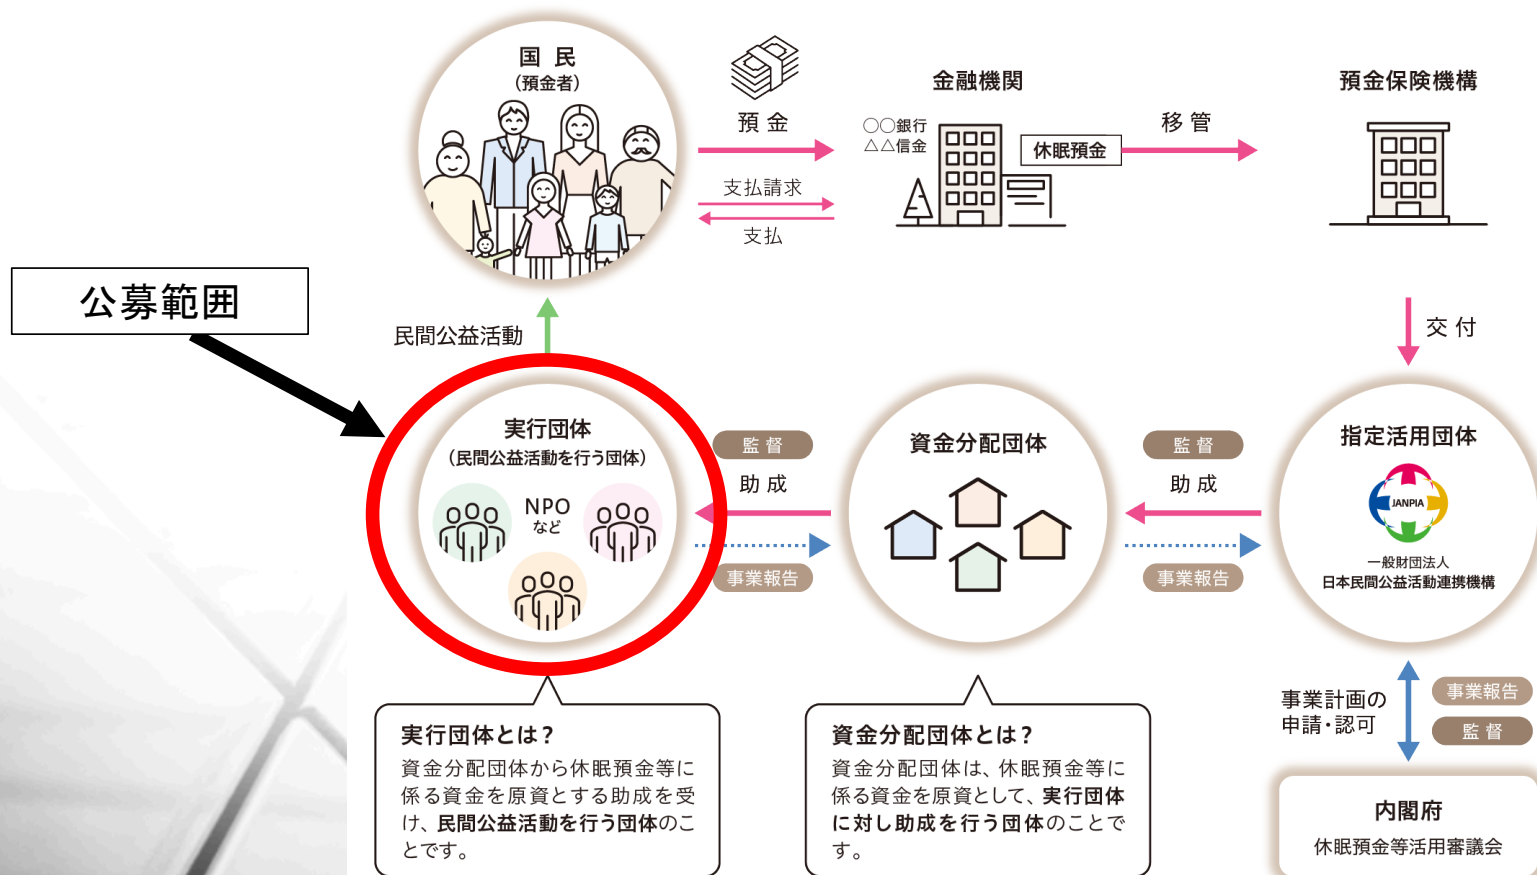 国 民
(預金者)
預 金
支払請求
支払
金融機関
〇〇銀行
△△信金
休眠預金
移 管
預金保険機構
公募範囲
民間公益活動
交 付
実行団体
(民間公益活動を行う団体)
NPO
など
監 督
助 成
事業報告
資金分配団体
監 督
助 成
事業報告
指定活用団体
JANPIA
一般財団法人
日本民間公益活動連携機構
実行団体とは?
資金分配団体から休眠預金等に
係る資金を原資とする助成を受
け、民間公益活動を行う団体のこ
とです。
資金分配団体とは?
資金分配団体は、休眠預金等に
係る資金を原資として、実行団体
に対し助成を行う団体のことで
す。
事業計画の
申請・認可
事業報告
監 督
内閣府
休眠預金等活用審議会